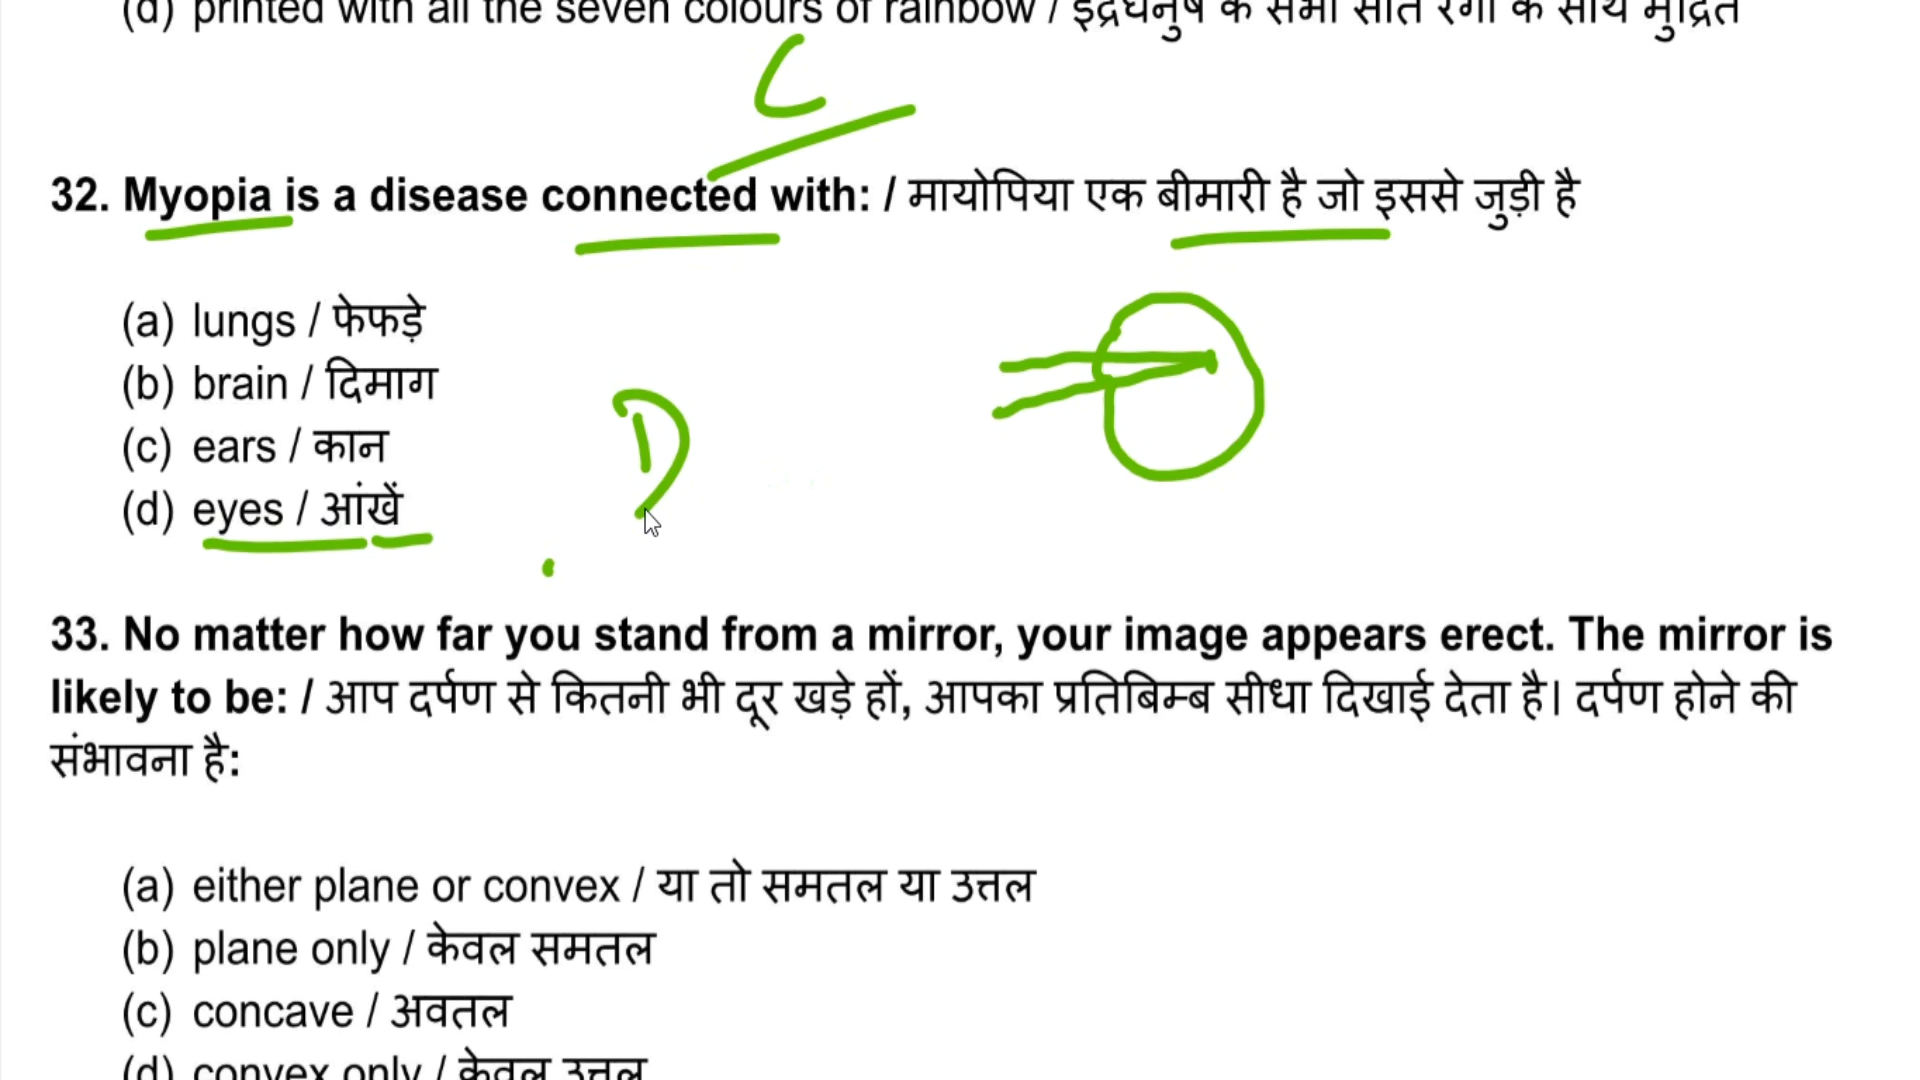 (d) printed with all the seven colours of rainbow / इंद्रधनुष के सभी सात रंगों के साथ मुद्रित
C
32. Myopia is a disease connected with: / मायोपिया एक बीमारी है जो इससे जुड़ी है
(a) lungs / फेफड़े
(b) brain / दिमाग
(c) ears / कान
(d) eyes / आंखें
D
33. No matter how far you stand from a mirror, your image appears erect. The mirror is
likely to be: / आप दर्पण से कितनी भी दूर खड़े हों, आपका प्रतिबिम्ब सीधा दिखाई देता है। दर्पण होने की
संभावना है:
(a) either plane or convex / या तो समतल या उत्तल
(b) plane only / केवल समतल
(c) concave / अवतल
(d) convex only / केवल उत्तल